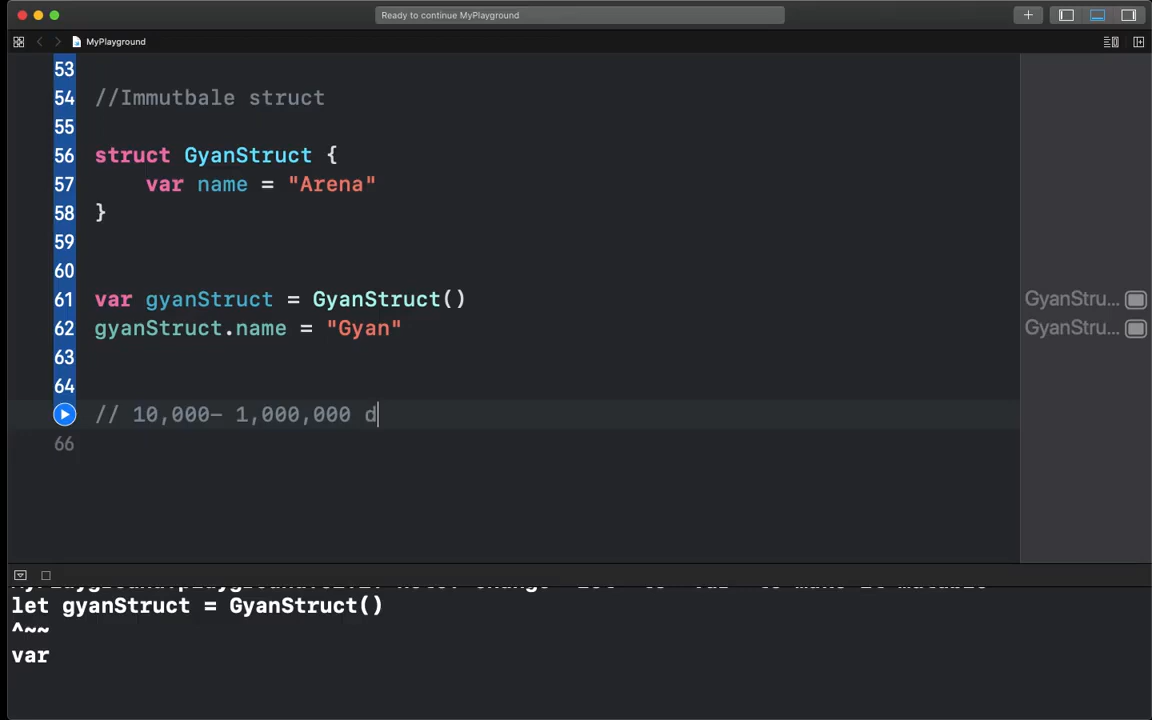 Ready to continue MyPlayground
MyPlayground
53
54 //Immutbale struct
55
56 struct GyanStruct {
57 var name = "Arena"
58 }
59
60
61 var gyanStruct = GyanStruct()
GyanStru...
62 gyanStruct.name = "Gyan"
GyanStru...
63
64
// 10,000- 1,000,000 d
66
let gyanStruct = GyanStruct()
^~~
var